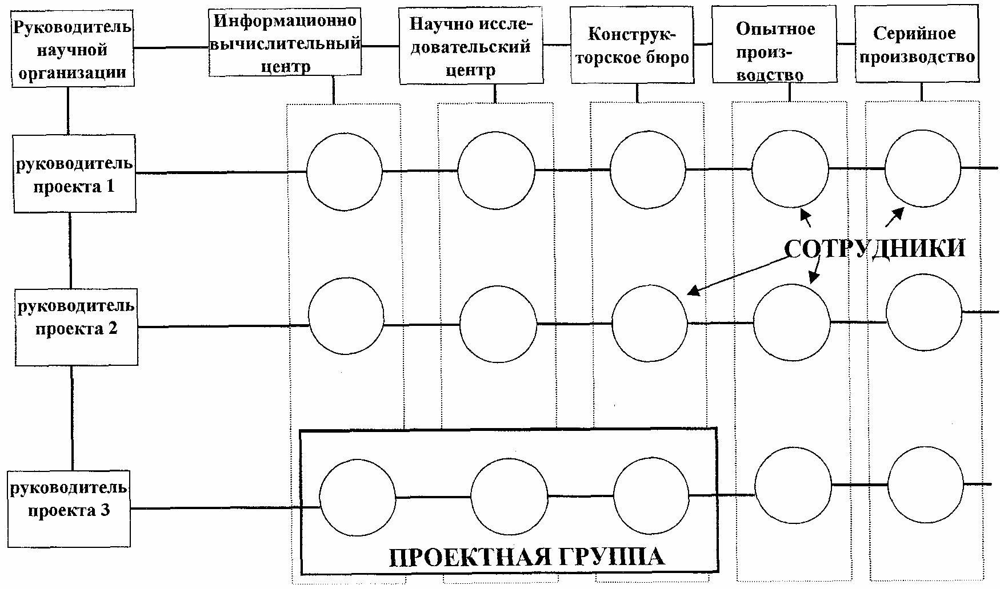 Руководитель
научной
организации
Информационно
вычислительный
центр
Научно иссле-
довательский
центр
Конструк-
торское бюро
Опытное
произ-
водство
Серийное
производство
руководитель
проекта 1
СОТРУДНИКИ
руководитель
проекта 2
руководитель
проекта 3
ПРОЕКТНАЯ ГРУППА